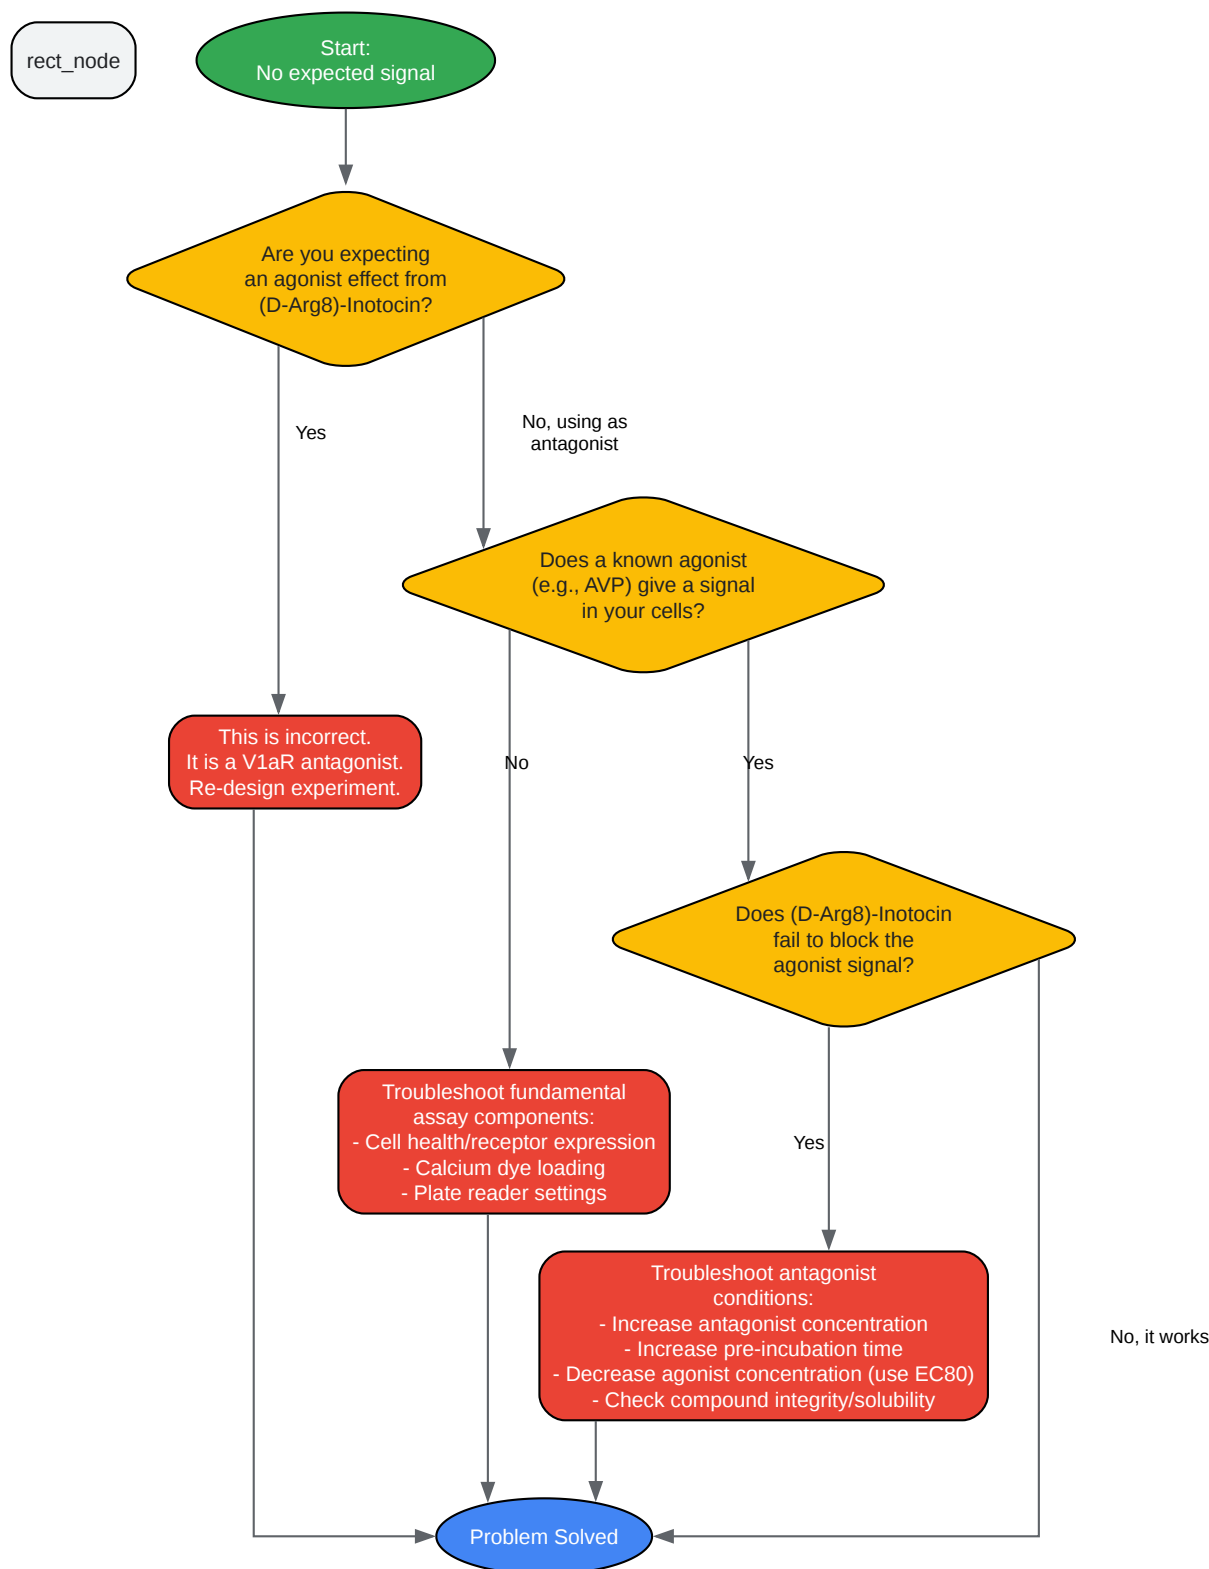 rect_node
Start:
No expected signal
Are you expecting
an agonist effect from
(D-Arg8)-Inotocin?
Yes
No, using as
antagonist
Does a known agonist
(e.g., AVP) give a signal
in your cells?
This is incorrect.
It is a V1aR antagonist.
Re-design experiment.
No
Yes
Does (D-Arg8)-Inotocin
fail to block the
agonist signal?
Troubleshoot fundamental
assay components:
- Cell health/receptor expression
- Calcium dye loading
- Plate reader settings
Yes
Troubleshoot antagonist
conditions:
- Increase antagonist concentration
- Increase pre-incubation time
- Decrease agonist concentration (use EC80)
- Check compound integrity/solubility
No, it works
Problem Solved